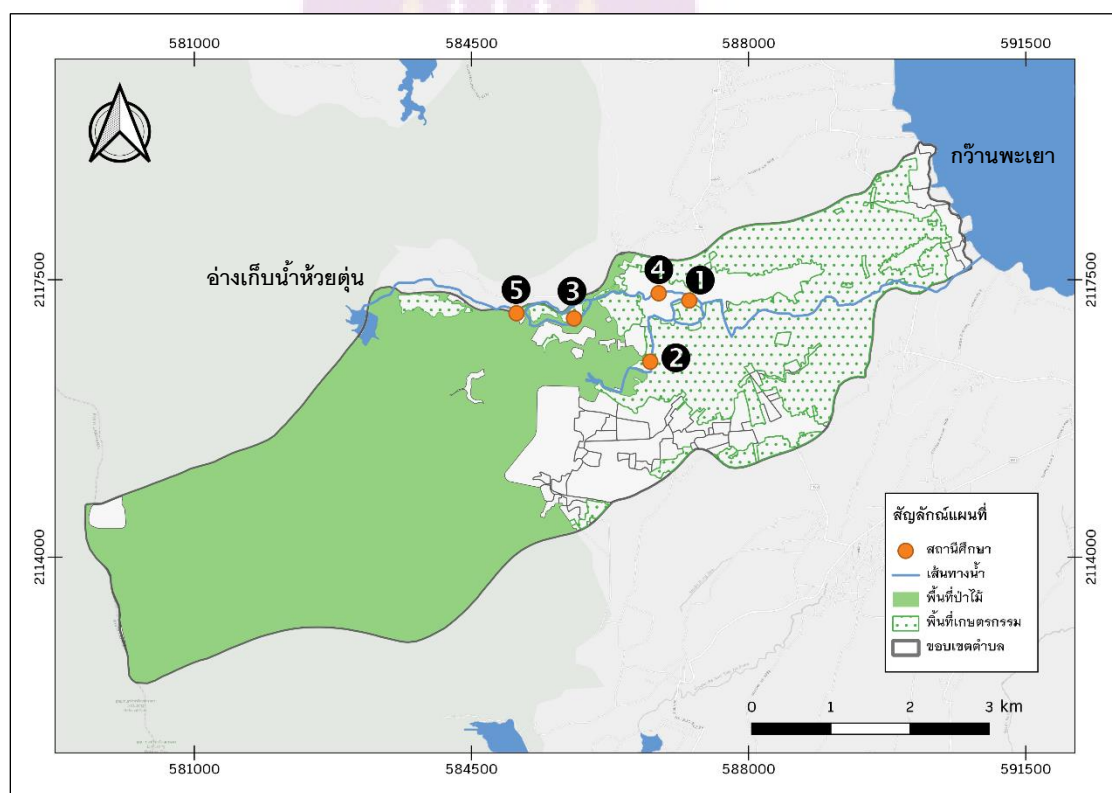 581000 584500 588000 591500
กว๊านพะเยา
2117500 2117500
อ่างเก็บน้ำห้วยตุ่น
4 1
5 3
2
สัญลักษณ์แผนที่
สถานีศึกษา
เส้นทางน้ำ
พื้นที่ป่าไม้
พื้นที่เกษตรกรรม
ขอบเขตตำบล
2114000 2114000
0 1 2 3 km
581000 584500 588000 591500